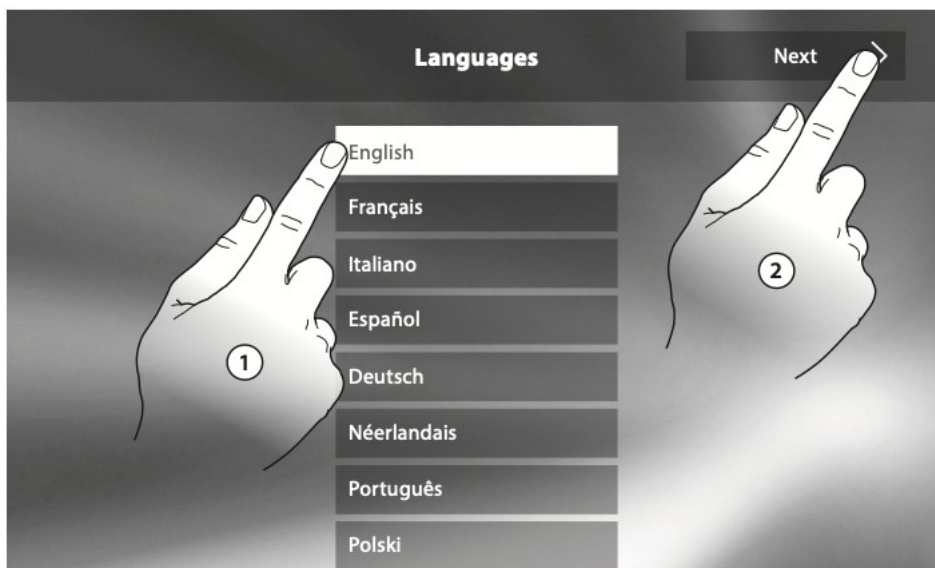 Languages
Next
English
Français
Italiano
Español
Deutsch
Néerlandais
Português
Polski
1
2